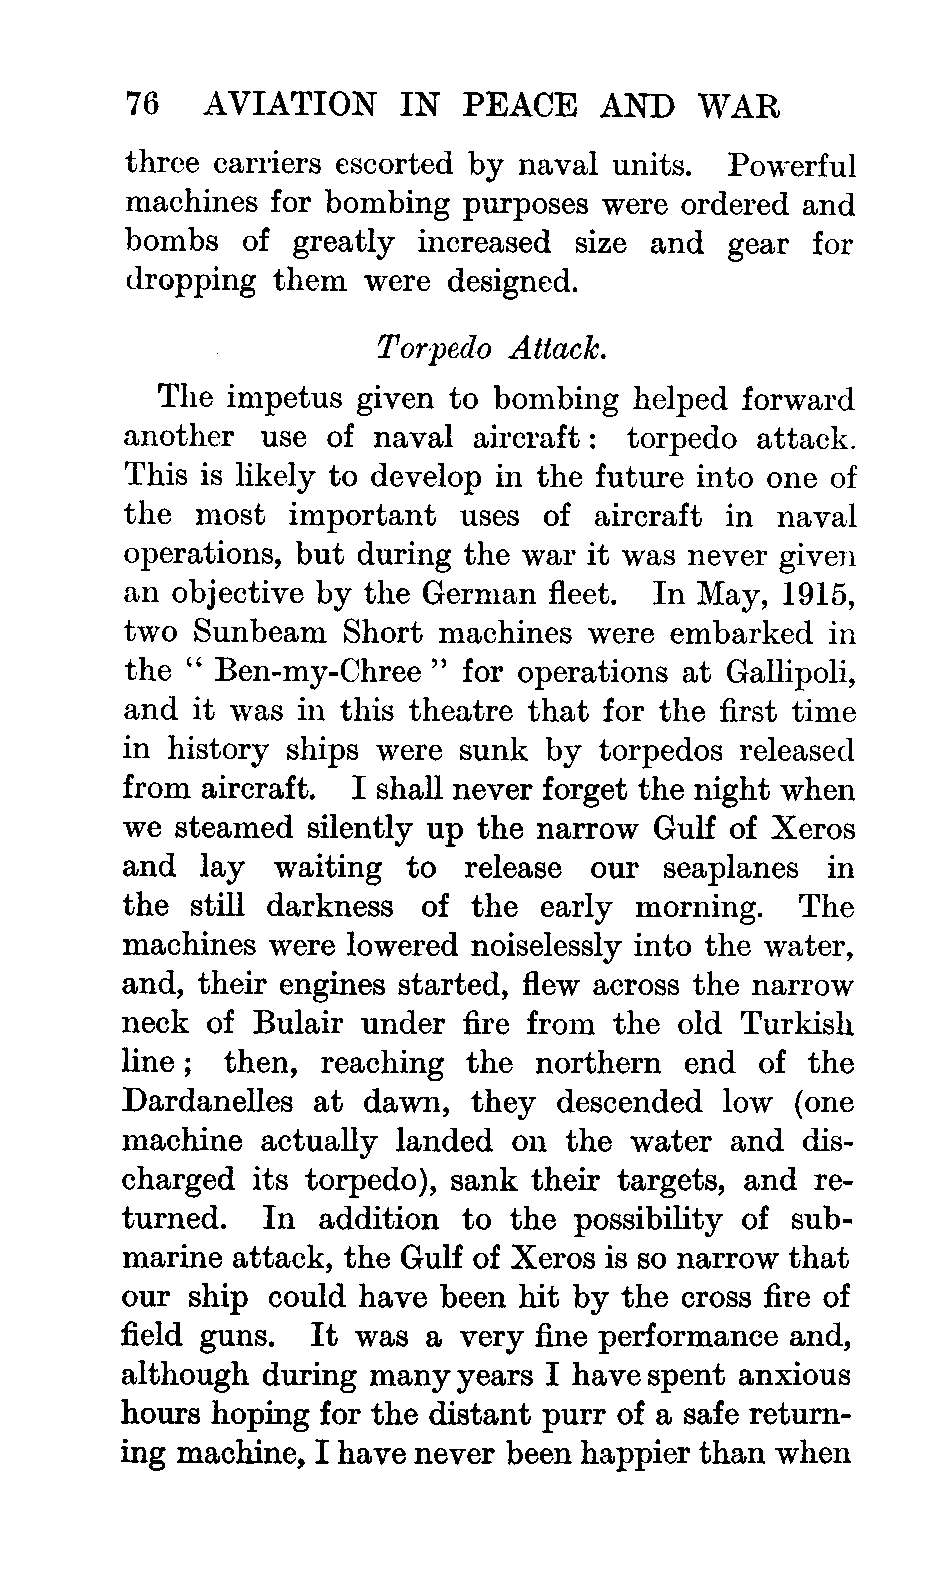 76 AVIATION IN PEACE AND WAR
three carriers escorted by naval units. Powerful
machines for bombing purposes were ordered and
bombs of greatly increased size and gear for
dropping them were designed.
Torpedo Attack.
The impetus given to bombing helped forward
another use of naval aircraft : torpedo attack.
This is likely to develop in the future into one of
the most important uses of aircraft in naval
operations, but during the war it was never given
an objective by the German fleet. In May, 1915,
two Sunbeam Short machines were embarked in
the “ Ben-my-Chree ” for operations at Gallipoli,
and it was in this theatre that for the first time
in history ships were sunk by torpedos released
from aircraft. I shall never forget the night when
we steamed silently up the narrow Gulf of Xeros
and lay waiting to release our seaplanes in
the still darkness of the early morning. The
machines were lowered noiselessly into the water,
and, their engines started, flew across the narrow
neck of Bulair under fire from the old Turkish
line ; then, reaching the northern end of the
Dardanelles at dawn, they descended low (one
machine actually landed on the water and dis-
charged its torpedo), sank their targets, and re-
turned. In addition to the possibility of sub-
marine attack, the Gulf of Xeros is so narrow that
our ship could have been hit by the cross fire of
field guns. It was a very fine performance and,
although during many years I have spent anxious
hours hoping for the distant purr of a safe return-
ing machine, I have never been happier than when